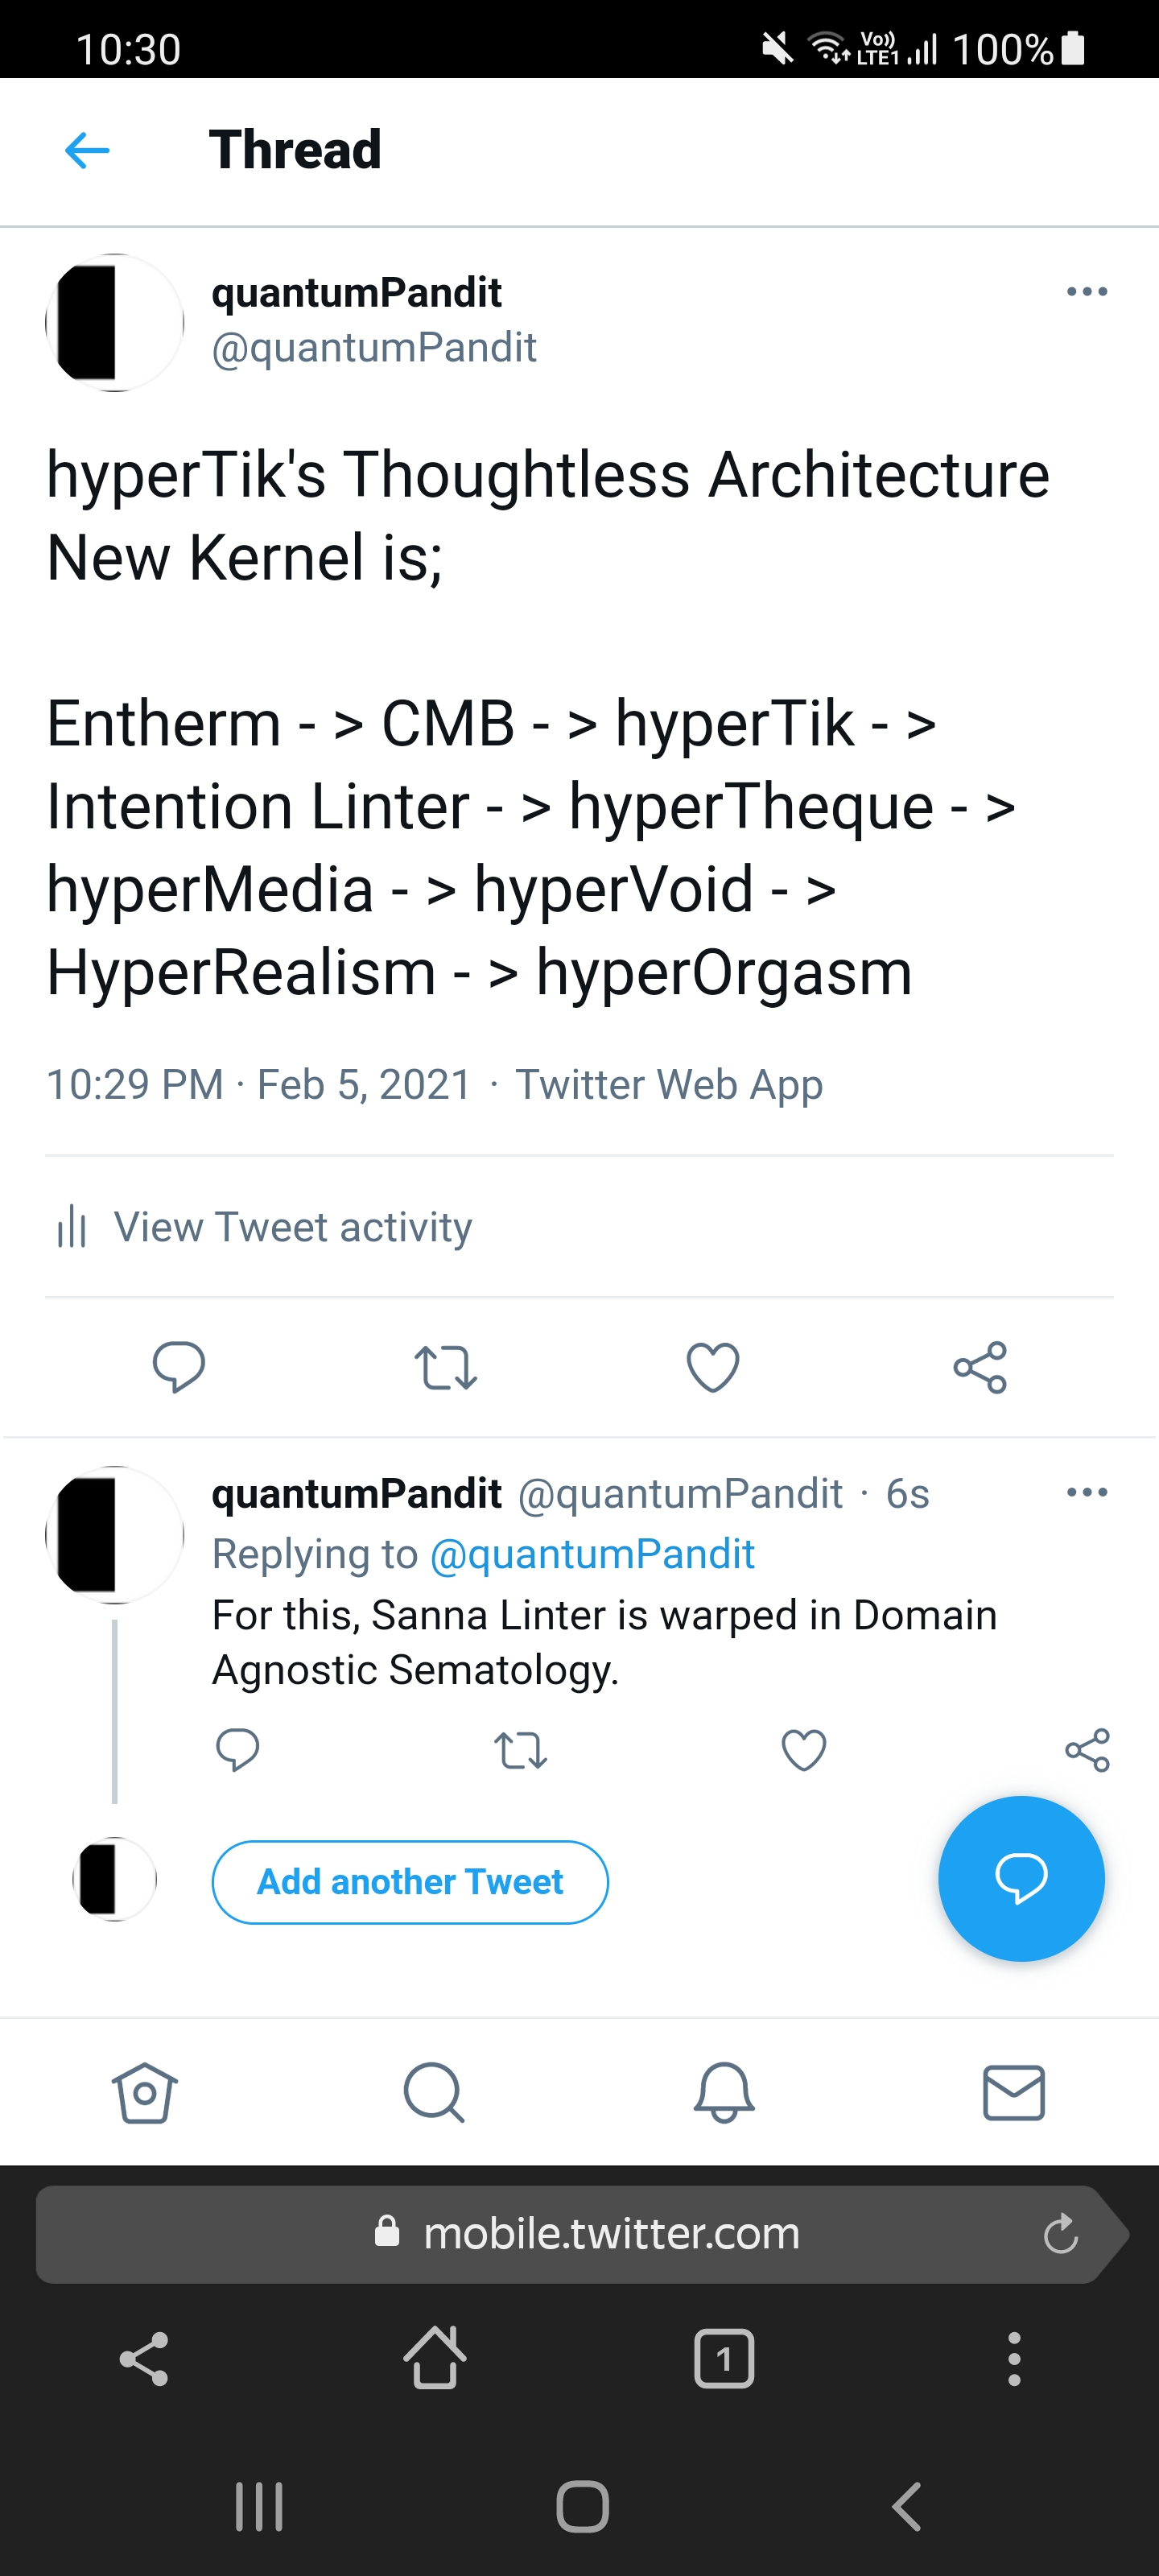 10:30
Vo)) LTE1 100%
Thread
quantumPandit
@quantumPandit
hyperTik's Thoughtless Architecture
New Kernel is;
Entherm - > CMB - > hyperTik - >
Intention Linter - > hyperTheque - >
hyperMedia - > hyperVoid - >
HyperRealism - > hyperOrgasm
10:29 PM · Feb 5, 2021 · Twitter Web App
View Tweet activity
quantumPandit @quantumPandit · 6s
Replying to @quantumPandit
For this, Sanna Linter is warped in Domain
Agnostic Sematology.
Add another Tweet
mobile.twitter.com
1